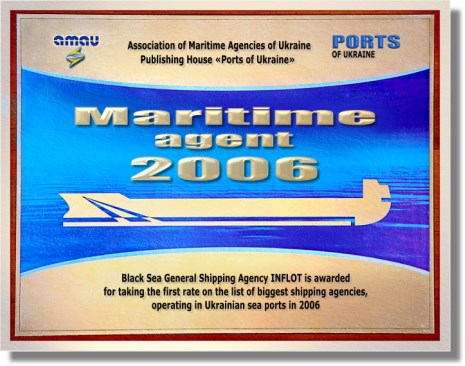 amau
Association of Maritime Agencies of Ukraine
Publishing House «Ports of Ukraine»
PORTS
OF UKRAINE
Maritime
agent
2006
Black Sea General Shipping Agency INFLOT is awarded
for taking the first rate on the list of biggest shipping agencies,
operating in Ukrainian sea ports in 2006